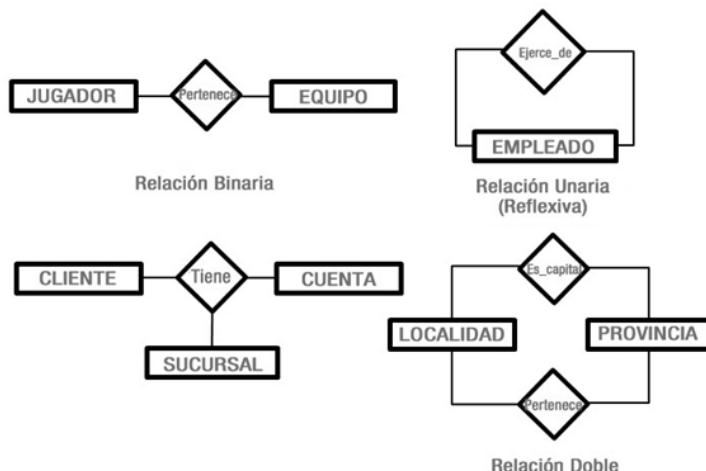 JUGADOR
Pertenece
EQUIPO
Relación Binaria
Ejerce_de
EMPLEADO
Relación Unaria
(Reflexiva)
CLIENTE
Tiene
CUENTA
SUCURSAL
Es_capital
LOCALIDAD
PROVINCIA
Pertenece
Relación Doble